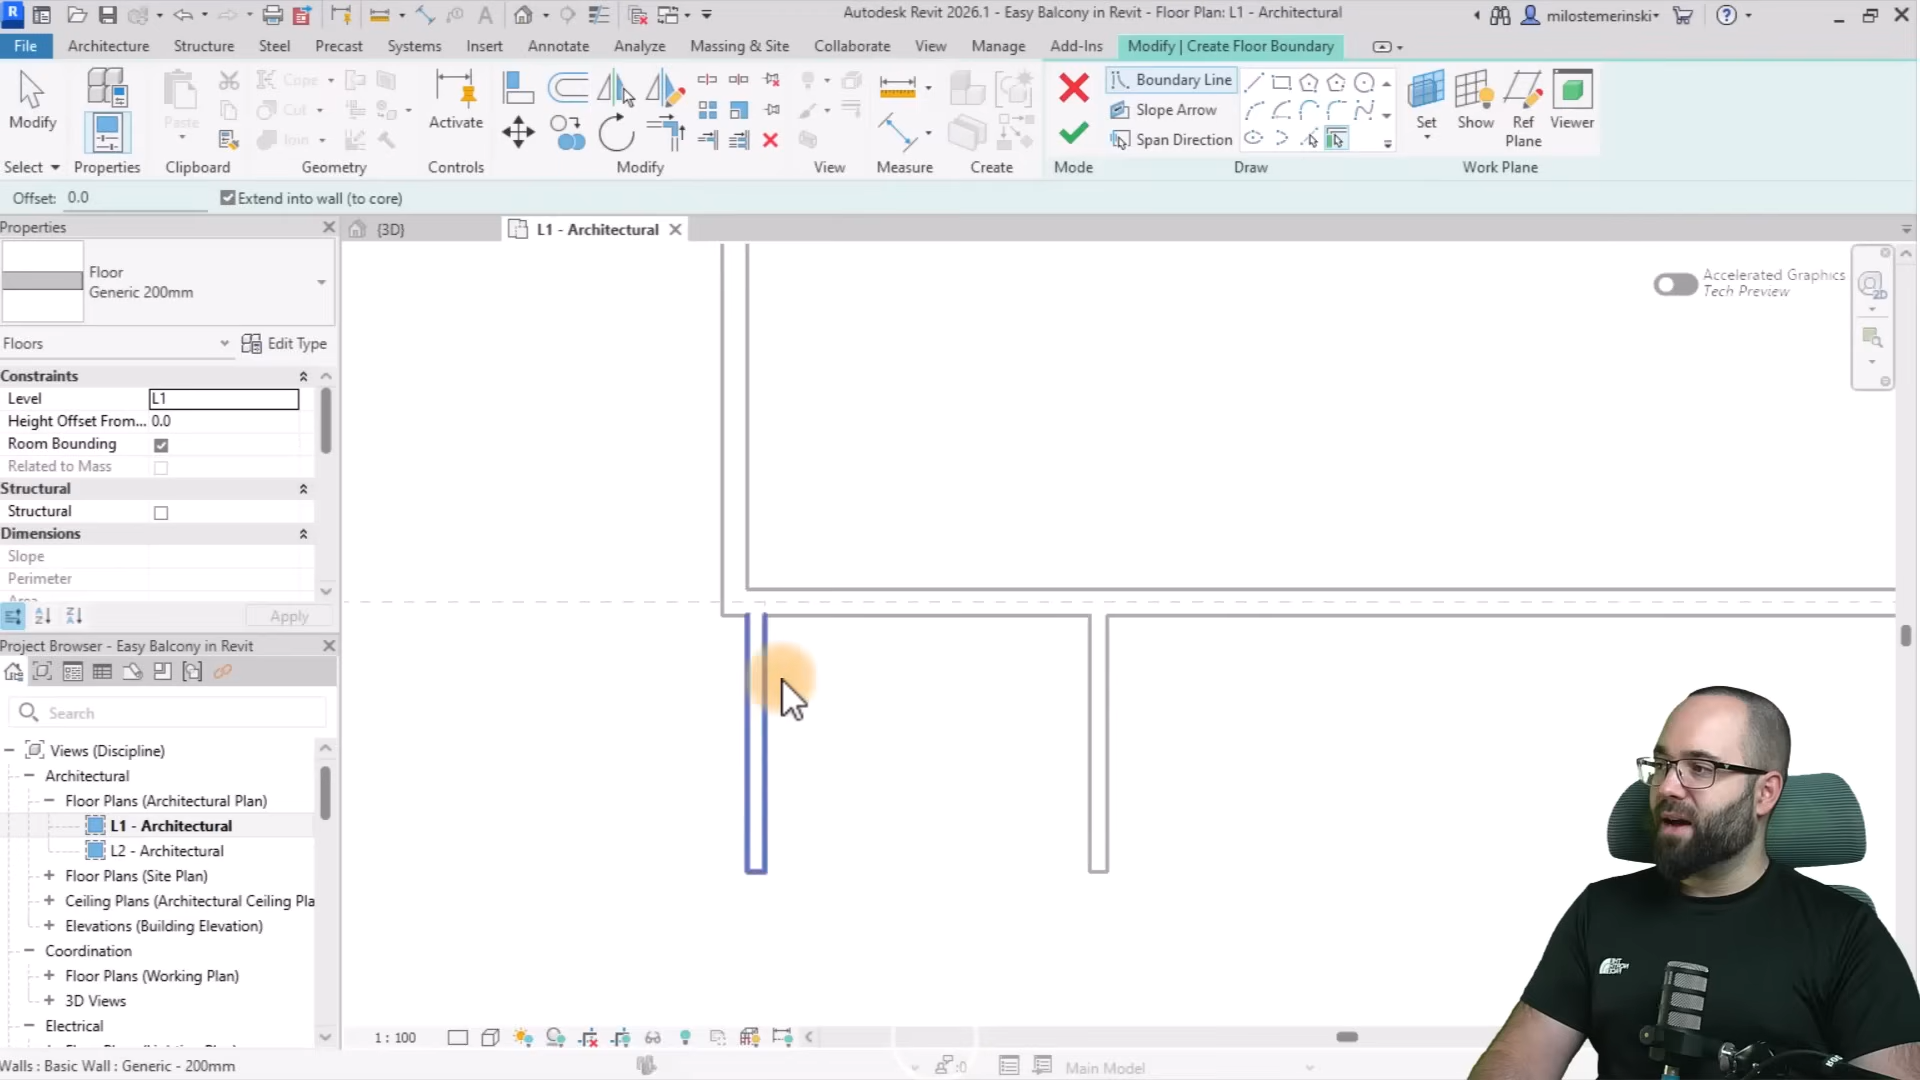 Autodesk Revit 2026.1 - Easy Balcony in Revit - Floor Plan: L1 - Architectural
milostemerinski
File Architecture Structure Steel Precast Systems Insert Annotate Analyze Massing & Site Collaborate View Manage Add-Ins Modify | Create Floor Boundary
Modify
Paste
Cope
Cut
Activate
Boundary Line
Slope Arrow
Span Direction
Set
Show
Ref
Plane
Viewer
Select Properties Clipboard Geometry Controls Modify View Measure Create Mode Draw Work Plane
Offset: 0.0 Extend into wall (to core)
Properties
{3D}
L1 - Architectural
Floor
Generic 200mm
Floors
Edit Type
Constraints
Level L1
Height Offset From... 0.0
Room Bounding
Related to Mass
Structural
Structural
Dimensions
Slope
Perimeter
Apply
Accelerated Graphics
Tech Preview
2D
Project Browser - Easy Balcony in Revit
Search
Views (Discipline)
Architectural
Floor Plans (Architectural Plan)
L1 - Architectural
L2 - Architectural
Floor Plans (Site Plan)
Ceiling Plans (Architectural Ceiling Pla
Elevations (Building Elevation)
Coordination
Floor Plans (Working Plan)
3D Views
Electrical
1 : 100
Walls : Basic Wall : Generic - 200mm
:0
Main Model